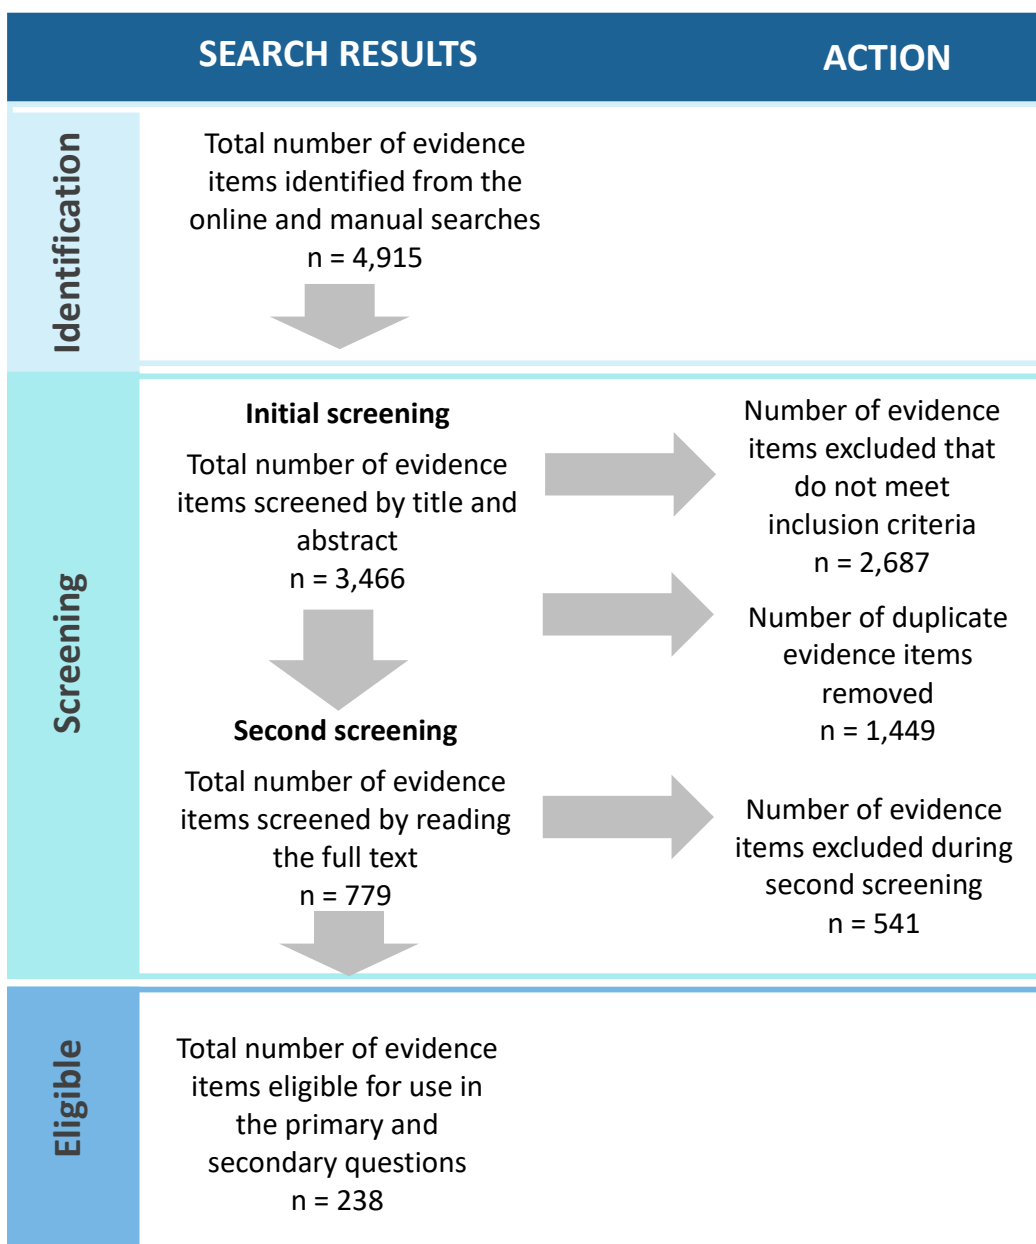 SEARCH RESULTS
ACTION
Identification
Total number of evidence
items identified from the
online and manual searches
n = 4,915
Screening
Initial screening
Total number of evidence
items screened by title and
abstract
n = 3,466
Number of evidence
items excluded that
do not meet
inclusion criteria
n = 2,687
Number of duplicate
evidence items
removed
n = 1,449
Second screening
Total number of evidence
items screened by reading
the full text
n = 779
Number of evidence
items excluded during
second screening
n = 541
Eligible
Total number of evidence
items eligible for use in
the primary and
secondary questions
n = 238